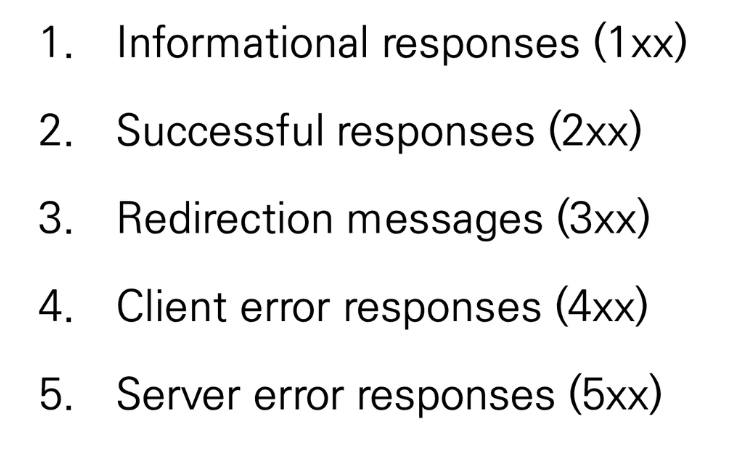 1. Informational responses (1xx)
2. Successful responses (2xx)
3. Redirection messages (3xx)
4. Client error responses (4xx)
5. Server error responses (5xx)